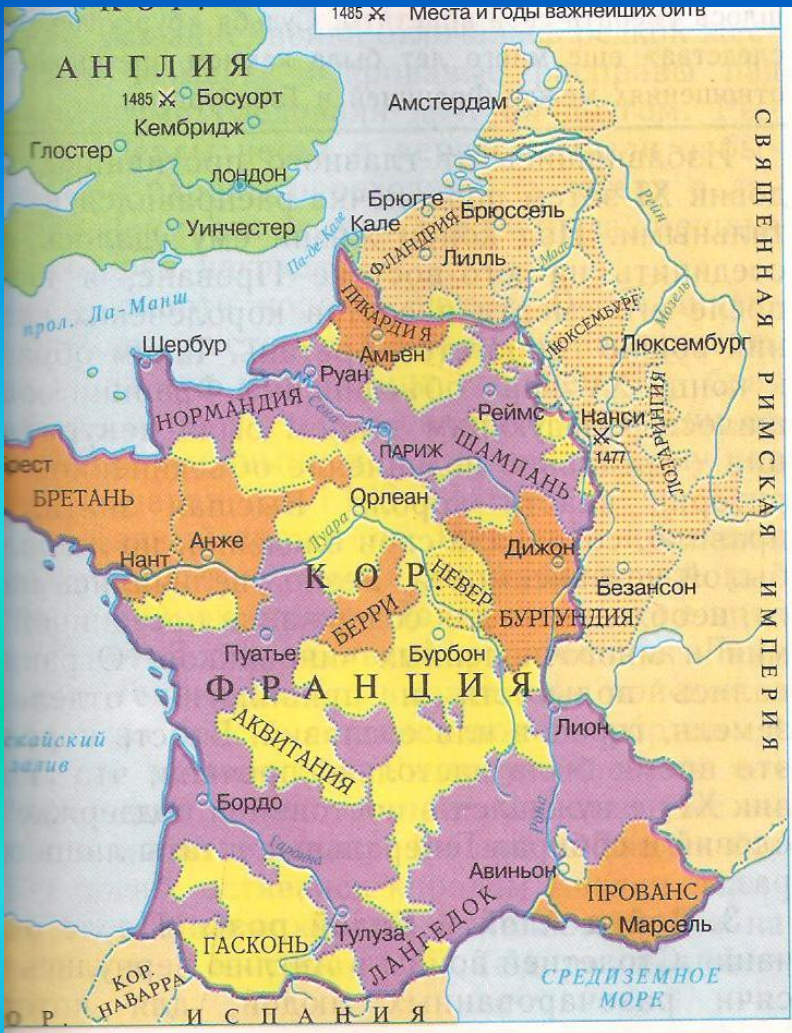 1485 Места и годы важнейших битв
АНГЛИЯ
1485 Босуорт
Кембридж
Глостер
ЛОНДОН
Уинчестер
Амстердам
СВЯЩЕННАЯ РИМСКАЯ ИМПЕРИЯ
Рейн
Брюгге
Брюссель
Па-де-Кале
Кале
ФЛАНДРИЯ
Маас
Лилль
прол. Ла-Манш
ПИКАРДИЯ
ЛЮКСЕМБУРГ
Мозель
Шербур
Амьен
Люксембург
Руан
НОРМАНДИЯ
Сена
Реймс
Нанси
1477
ЛОТАРИНГИЯ
ПАРИЖ
ШАМПАНЬ
БРЕТАНЬ
Орлеан
Луара
Анже
Нант
Дижон
КОР.
НЕВЕР
Безансон
БЕРРИ
БУРГУНДИЯ
Пуатье
Бурбон
ФРАНЦИЯ
Лион
АКВИТАНИЯ
Бордо
Гаронна
Рона
Авиньон
ПРОВАНС
Марсель
ГАСКОНЬ
Тулуза
ЛАНГЕДОК
КОР.
НАВАРРА
СРЕДИЗЕМНОЕ
МОРЕ
ИСПАНИЯ